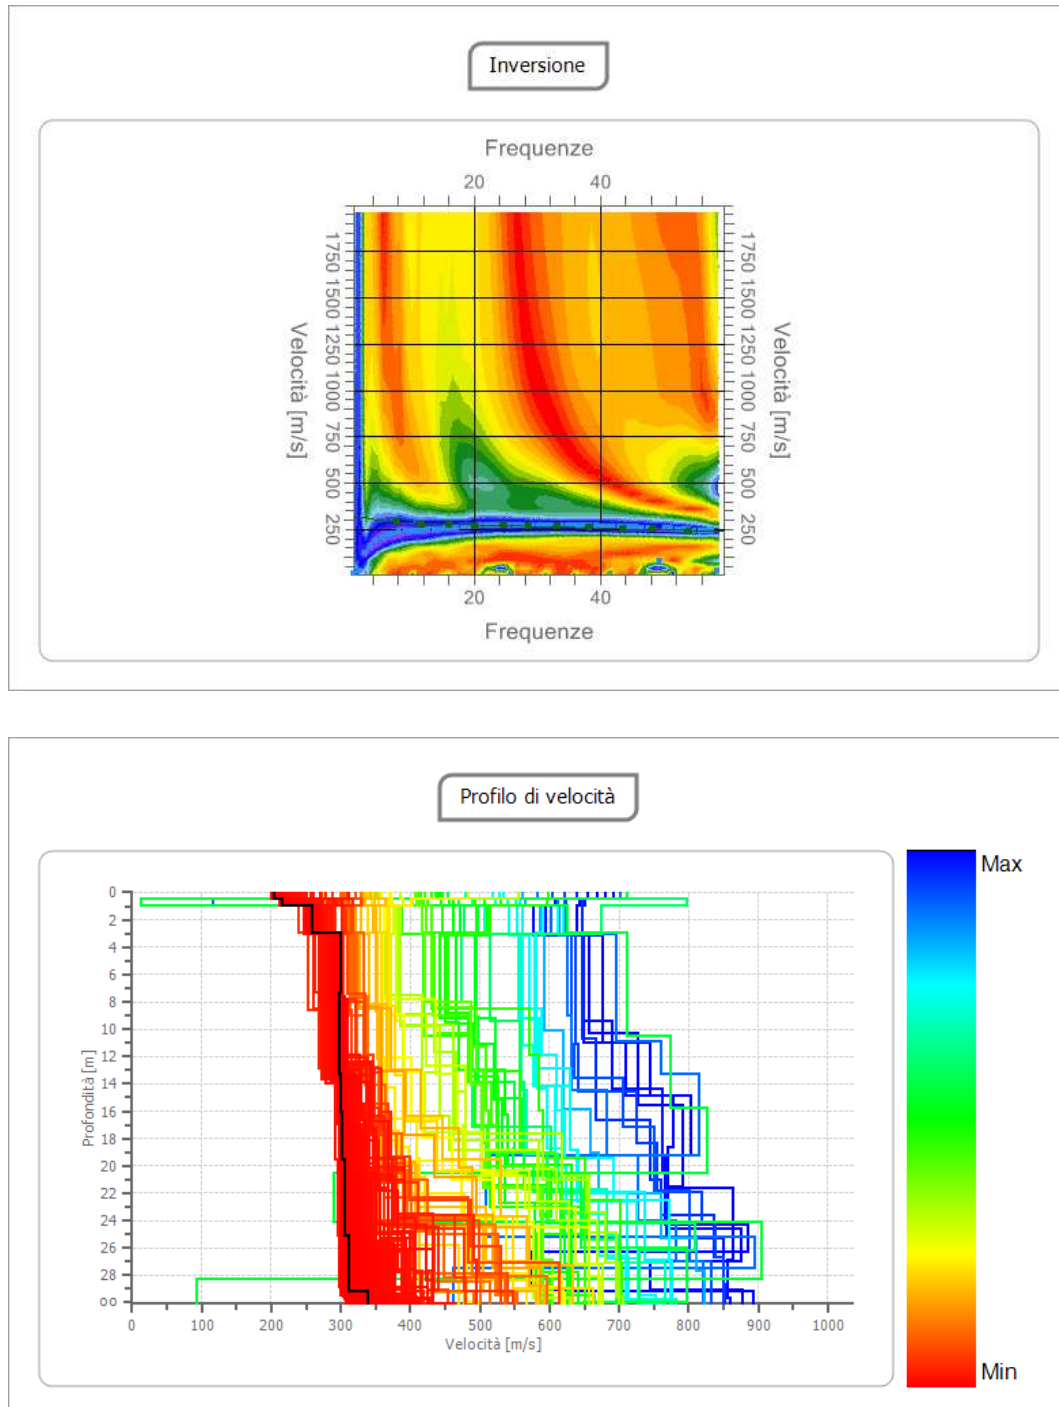 Inversione
Frequenze
20 40
Velocità [m/s]
1750 1500 1250 1000 750 500 250
1750 1500 1250 1000 750 500 250
Velocità [m/s]
20 40
Frequenze
Profilo di velocità
Max
Min
Profondità [m]
0
2
4
6
8
10
12
14
16
18
20
22
24
26
28
oo
0 100 200 300 400 500 600 700 800 900 1000
Velocità [m/s]